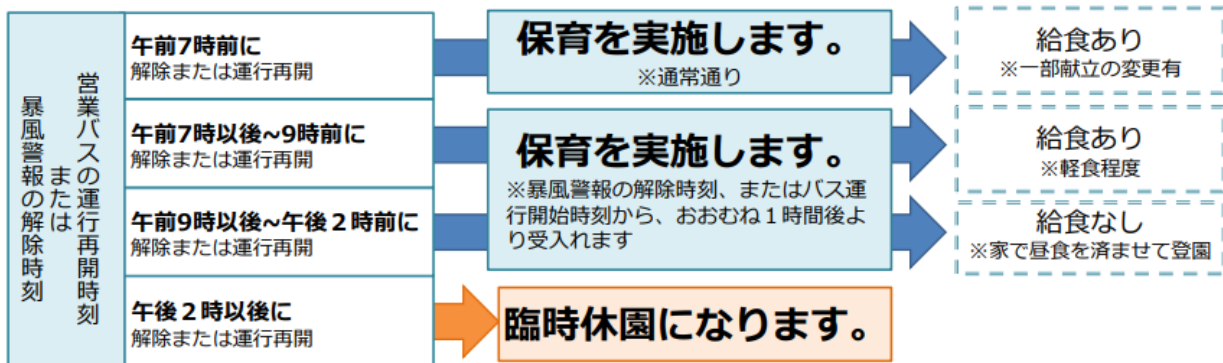 営業バスの運行再開時刻
または
暴風警報の解除時刻
午前7時前に
解除または運行再開
保育を実施します。
※通常通り
給食あり
※一部献立の変更有
午前7時以後~9時前に
解除または運行再開
保育を実施します。
※暴風警報の解除時刻、またはバス運
行開始時刻から、おおむね１時間後よ
り受入れます
給食あり
※軽食程度
午前9時以後~午後２時前に
解除または運行再開
給食なし
※家で昼食を済ませて登園
午後２時以後に
解除または運行再開
臨時休園になります。